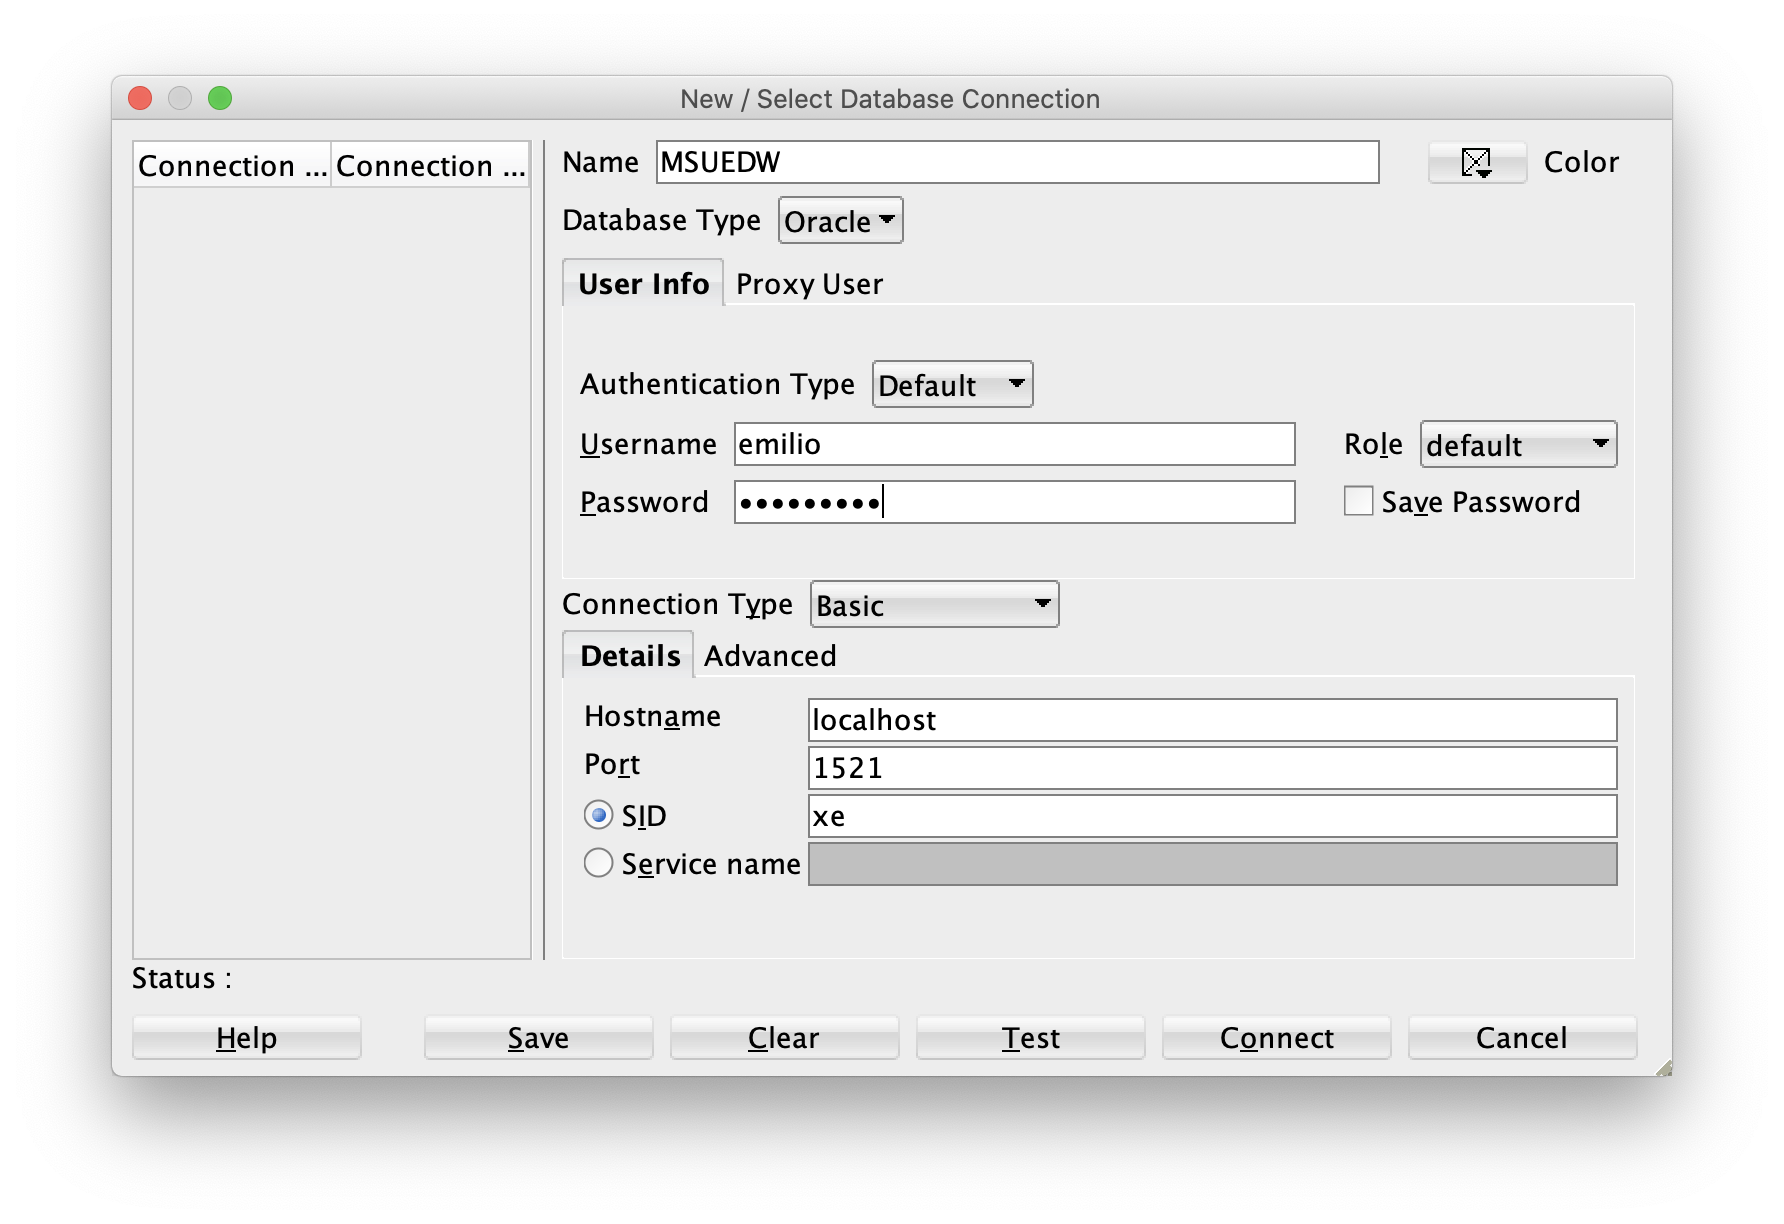 New / Select Database Connection
Connection ... Connection ...
Name MSUEDW Color
Database Type Oracle
User Info Proxy User
Authentication Type Default
Username emilio Role default
Password ••••••••• Save Password
Connection Type Basic
Details Advanced
Hostname localhost
Port 1521
SID xe
Service name
Status :
Help Save Clear Test Connect Cancel